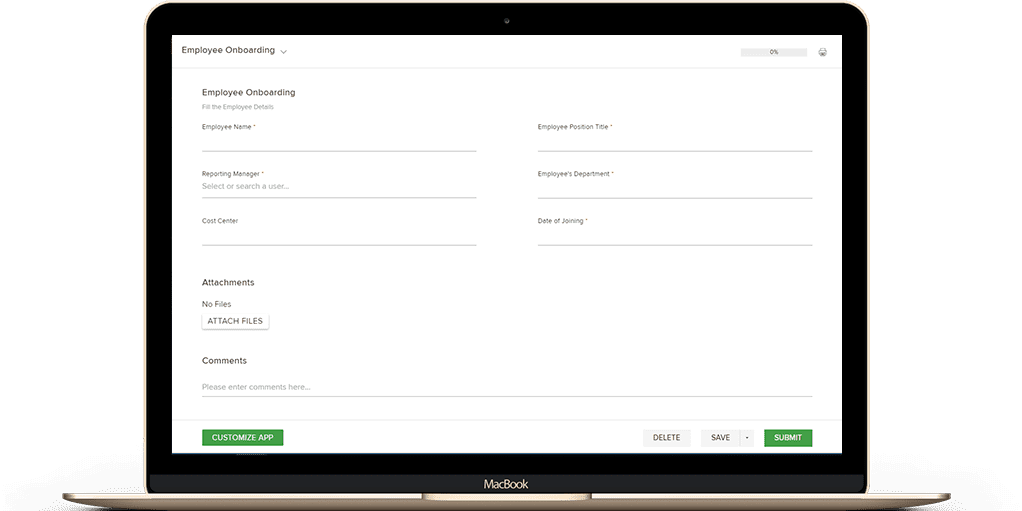 Employee Onboarding
0%
Employee Onboarding
Fill the Employee Details
Employee Name *
Employee Position Title *
Reporting Manager *
Select or search a user...
Employee's Department *
Cost Center
Date of Joining *
Attachments
No Files
ATTACH FILES
Comments
Please enter comments here...
CUSTOMIZE APP
DELETE
SAVE
SUBMIT
MacBook